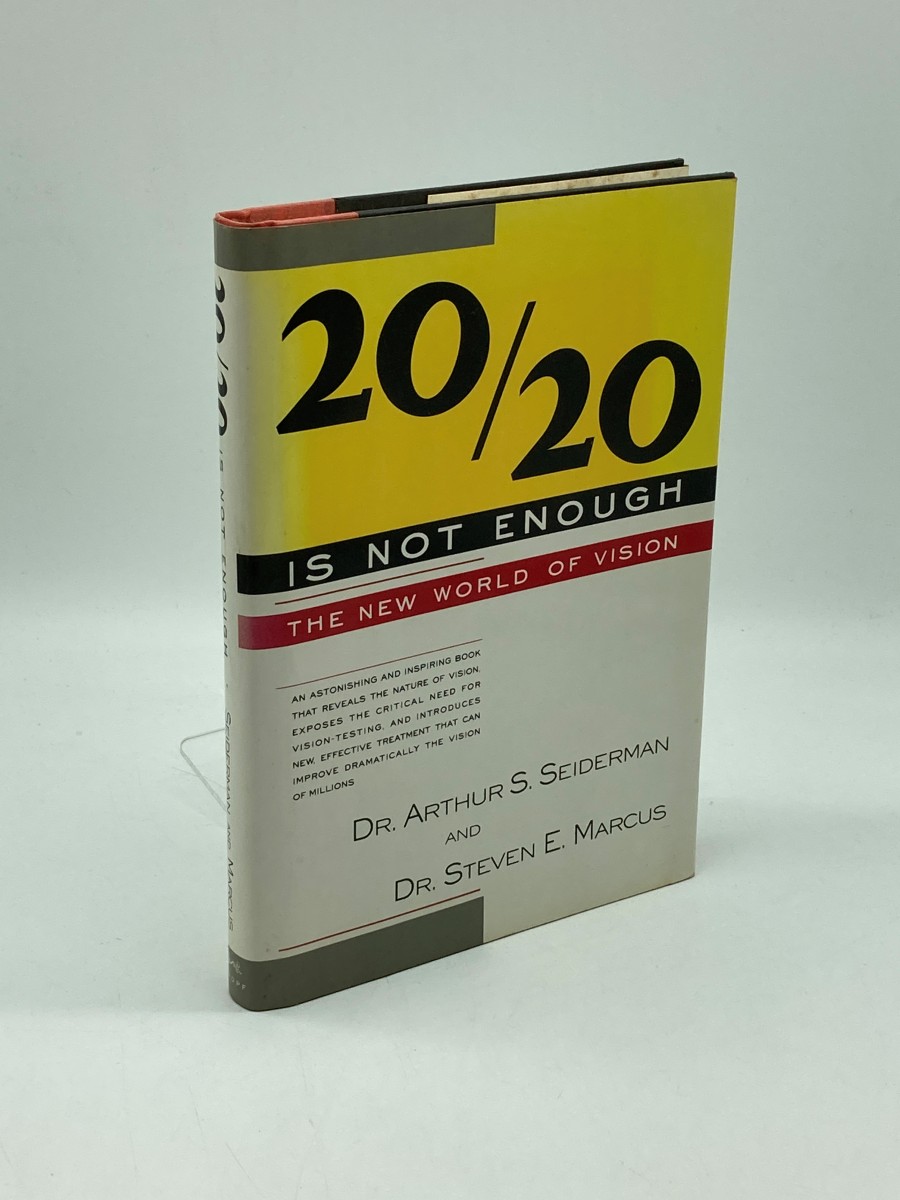 20/20
IS NOT ENOUGH
THE NEW WORLD OF VISION
AN ASTONISHING AND INSPIRING BOOK
THAT REVEALS THE NATURE OF VISION,
EXPOSES THE CRITICAL NEED FOR
VISION-TESTING, AND INTRODUCES
NEW, EFFECTIVE TREATMENT THAT CAN
IMPROVE DRAMATICALLY THE VISION
OF MILLIONS
DR. ARTHUR S. SEIDERMAN
AND
DR. STEVEN E. MARCUS
20/20 IS NOT ENOUGH · SEIDERMAN AND MARCUS